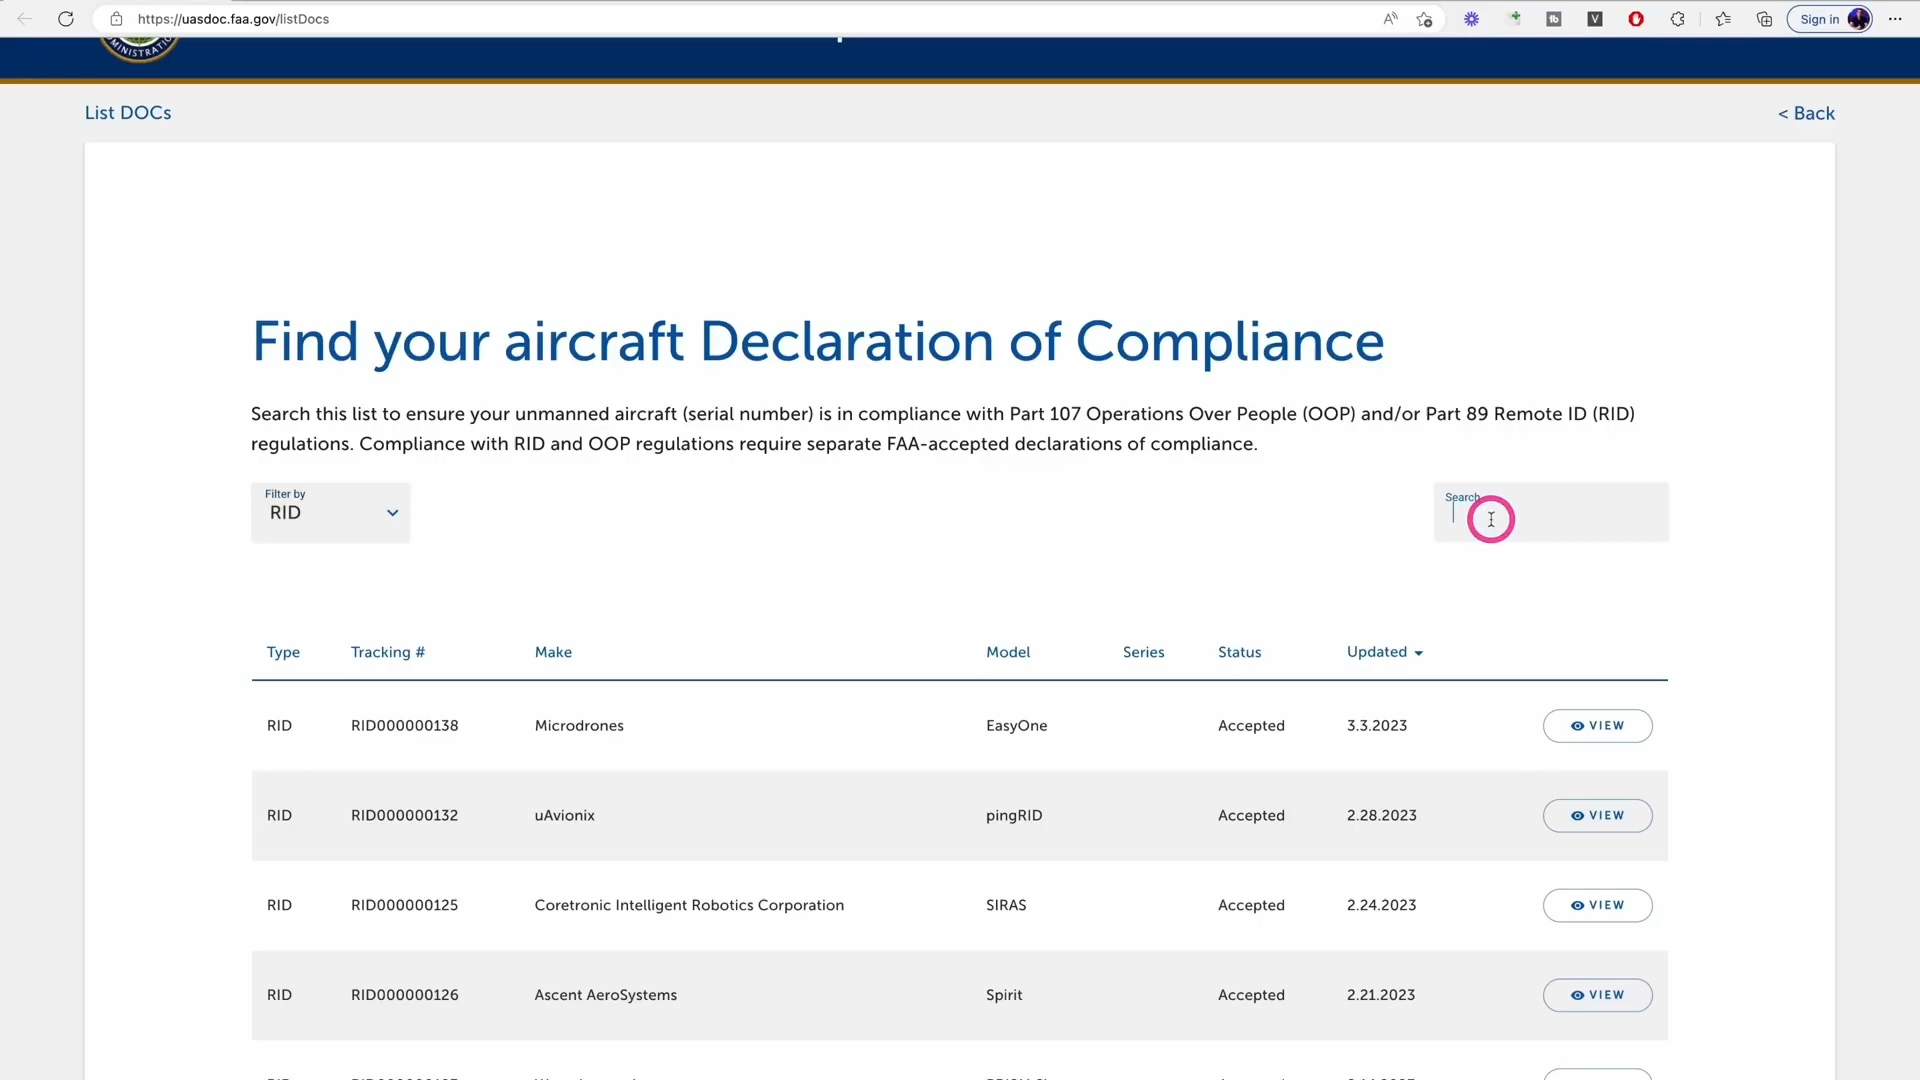 https://uasdoc.faa.gov/listDocs
Sign in
MINISTRATIO
List DOCs
< Back
Find your aircraft Declaration of Compliance
Search this list to ensure your unmanned aircraft (serial number) is in compliance with Part 107 Operations Over People (OOP) and/or Part 89 Remote ID (RID)
regulations. Compliance with RID and OOP regulations require separate FAA-accepted declarations of compliance.
Filter by
RID
Search
Type Tracking # Make Model Series Status Updated
RID RID000000138 Microdrones EasyOne Accepted 3.3.2023 VIEW
RID RID000000132 uAvionix pingRID Accepted 2.28.2023 VIEW
RID RID000000125 Coretronic Intelligent Robotics Corporation SIRAS Accepted 2.24.2023 VIEW
RID RID000000126 Ascent AeroSystems Spirit Accepted 2.21.2023 VIEW